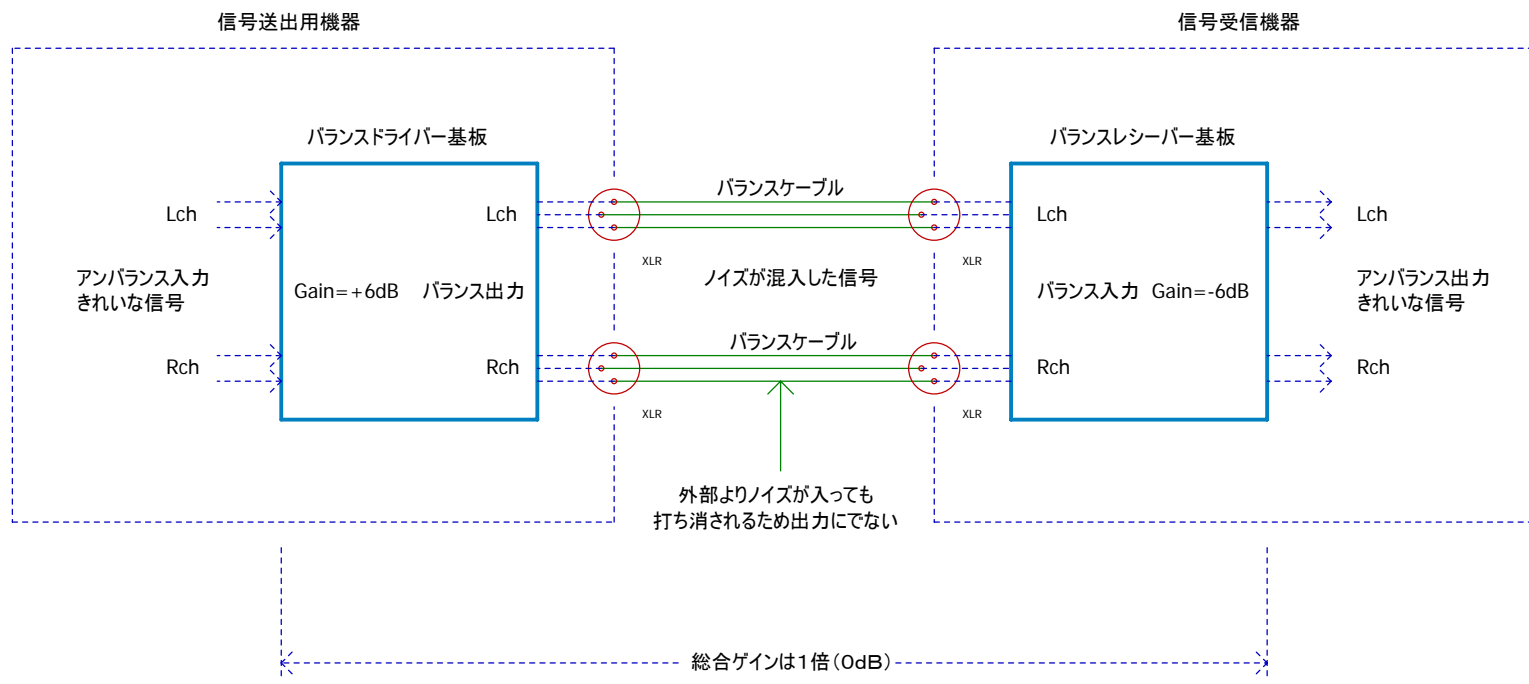 信号送出用機器
信号受信機器
バランスドライバー基板
バランスレシーバー基板
バランスケーブル
Lch
Lch
Lch
Lch
XLR
XLR
アンバランス入力
きれいな信号
Gain=+6dB
バランス出力
ノイズが混入した信号
バランス入力
Gain=-6dB
アンバランス出力
きれいな信号
バランスケーブル
Rch
Rch
Rch
Rch
XLR
XLR
外部よりノイズが入っても
打ち消されるため出力にでない
総合ゲインは1倍(0dB)